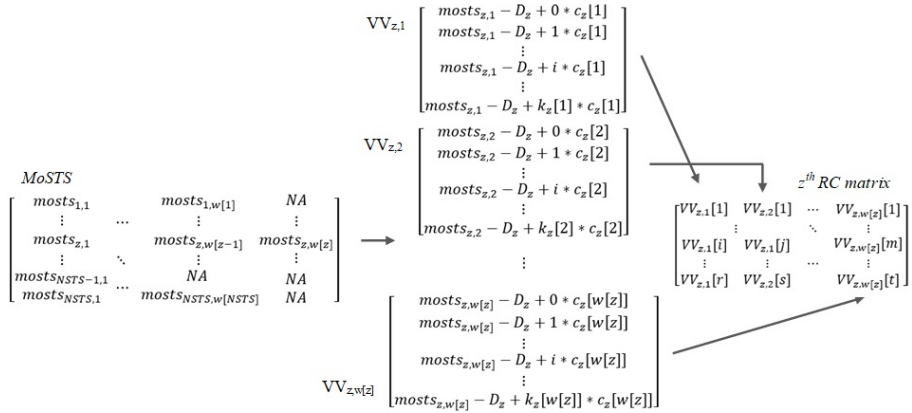 MoSTS
mosts_{1,1} ⋯ mosts_{1,w[1]} NA
⋮ ⋮ ⋮
mosts_{z,1} mosts_{z,w[z−1]} mosts_{z,w[z]}
⋮ ⋱ ⋮ ⋮
mosts_{NSTS−1,1} ⋯ NA NA
mosts_{NSTS,1} mosts_{NSTS,w[NSTS]} NA
VV_{z,1}
mosts_{z,1} − D_z + 0 * c_z[1]
mosts_{z,1} − D_z + 1 * c_z[1]
⋮
mosts_{z,1} − D_z + i * c_z[1]
⋮
mosts_{z,1} − D_z + k_z[1] * c_z[1]
VV_{z,2}
mosts_{z,2} − D_z + 0 * c_z[2]
mosts_{z,2} − D_z + 1 * c_z[2]
⋮
mosts_{z,2} − D_z + i * c_z[2]
⋮
mosts_{z,2} − D_z + k_z[2] * c_z[2]
⋮
VV_{z,w[z]}
mosts_{z,w[z]} − D_z + 0 * c_z[w[z]]
mosts_{z,w[z]} − D_z + 1 * c_z[w[z]]
⋮
mosts_{z,w[z]} − D_z + i * c_z[w[z]]
⋮
mosts_{z,w[z]} − D_z + k_z[w[z]] * c_z[w[z]]
z^{th} RC matrix
VV_{z,1}[1] VV_{z,2}[1] ⋯ VV_{z,w[z]}[1]
⋮ ⋱ ⋮
VV_{z,1}[i] VV_{z,1}[j] VV_{z,w[z]}[m]
⋮ ⋮ ⋯ ⋮
VV_{z,1}[r] VV_{z,2}[s] VV_{z,w[z]}[t]